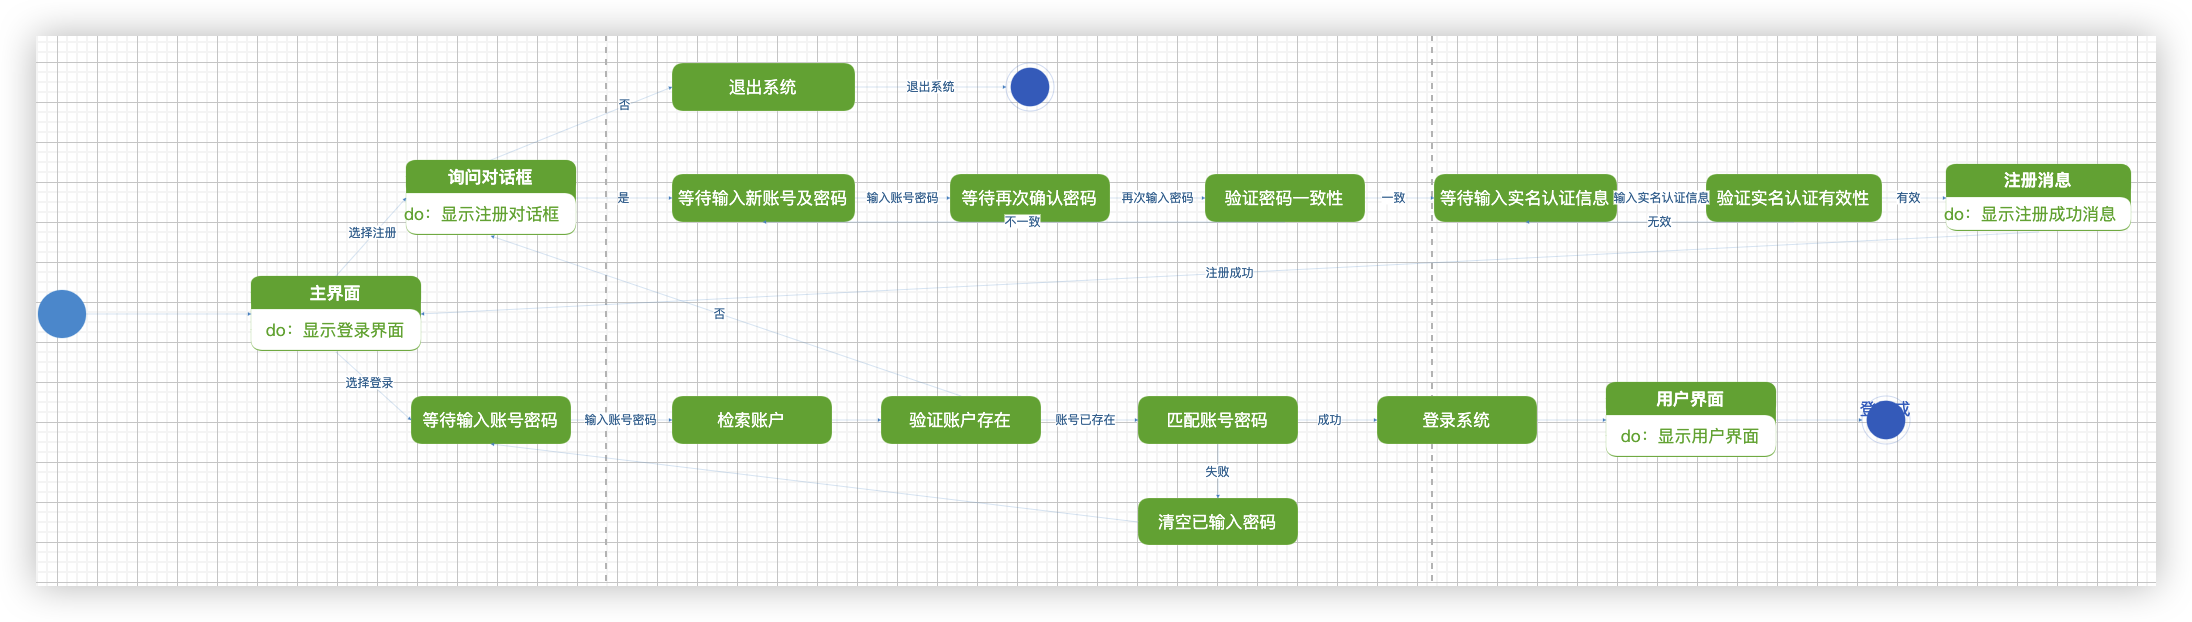 退出系统
退出系统
否
询问对话框
do：显示注册对话框
是
等待输入新账号及密码
输入账号密码
等待再次确认密码
再次输入密码
验证密码一致性
一致
等待输入实名认证信息
输入实名认证信息
验证实名认证有效性
有效
注册消息
do：显示注册成功消息
不一致
无效
选择注册
注册成功
主界面
do：显示登录界面
否
选择登录
等待输入账号密码
输入账号密码
检索账户
验证账户存在
账号已存在
匹配账号密码
成功
登录系统
用户界面
do：显示用户界面
失败
清空已输入密码